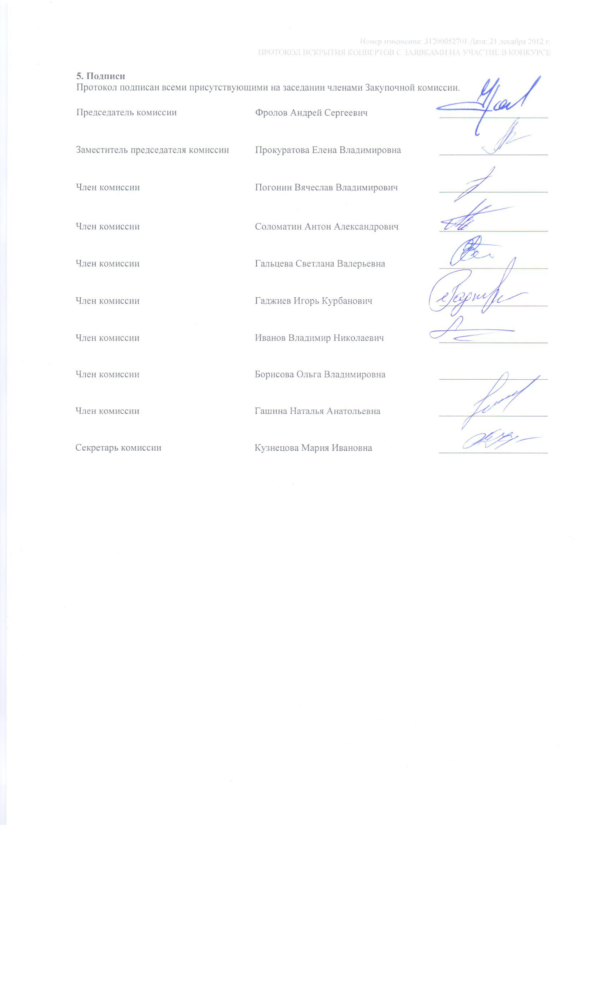 Номер извещения: 31200052701 Дата: 21 декабря 2012 г.
ПРОТОКОЛ ВСКРЫТИЯ КОНВЕРТОВ С ЗАЯВКАМИ НА УЧАСТИЕ В КОНКУРСЕ
5. Подписи
Протокол подписан всеми присутствующими на заседании членами Закупочной комиссии.
Председатель комиссии Фролов Андрей Сергеевич
Заместитель председателя комиссии Прокуратова Елена Владимировна
Член комиссии Погонин Вячеслав Владимирович
Член комиссии Соломатин Антон Александрович
Член комиссии Гальцева Светлана Валерьевна
Член комиссии Гаджиев Игорь Курбанович
Член комиссии Иванов Владимир Николаевич
Член комиссии Борисова Ольга Владимировна
Член комиссии Гашина Наталья Анатольевна
Секретарь комиссии Кузнецова Мария Ивановна